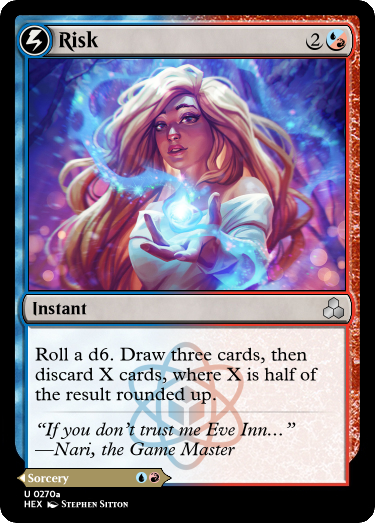 Risk 2
Instant
Roll a d6. Draw three cards, then
discard X cards, where X is half of
the result rounded up.
“If you don’t trust me Eve Inn…”
—Nari, the Game Master
Sorcery
U 0270a
HEX Stephen Sitton